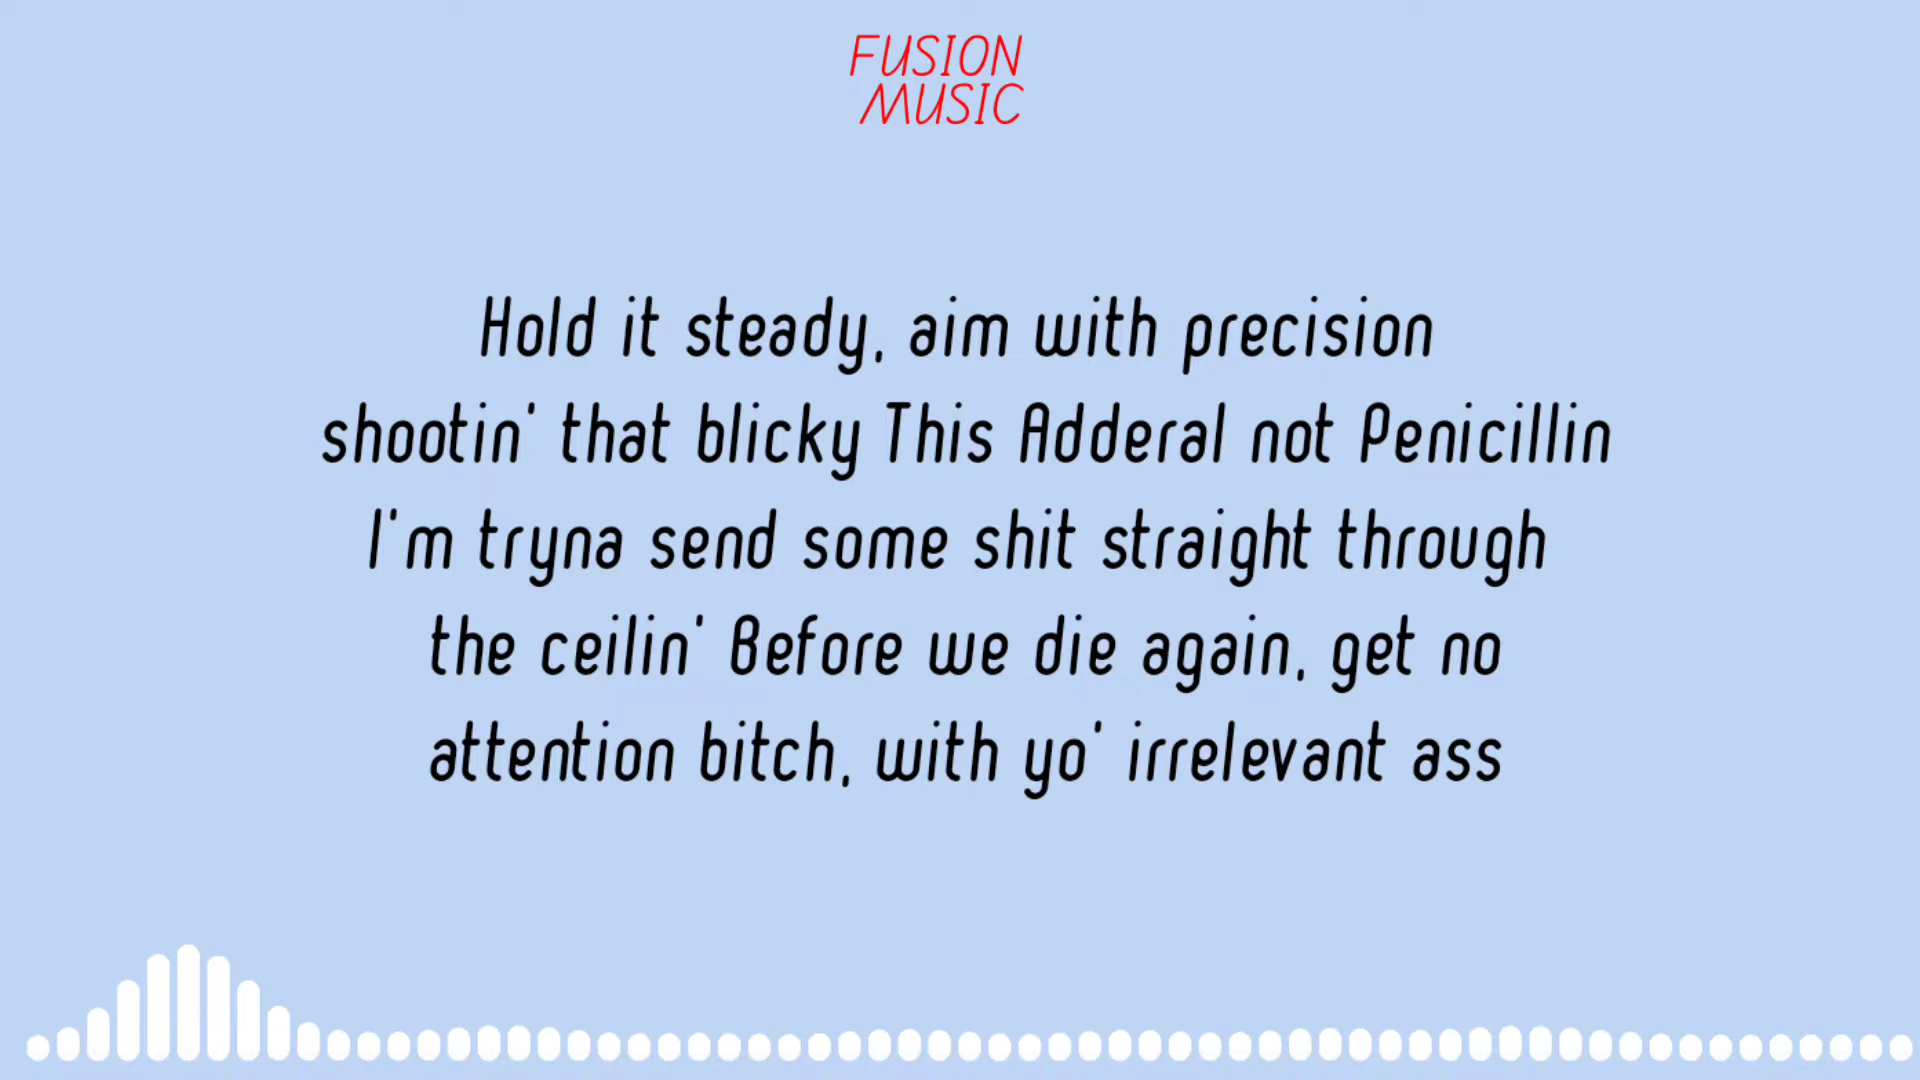 FUSION
MUSIC
Hold it steady, aim with precision
shootin' that blicky This Adderal not Penicillin
I'm tryna send some shit straight through
the ceilin' Before we die again, get no
attention bitch, with yo' irrelevant ass